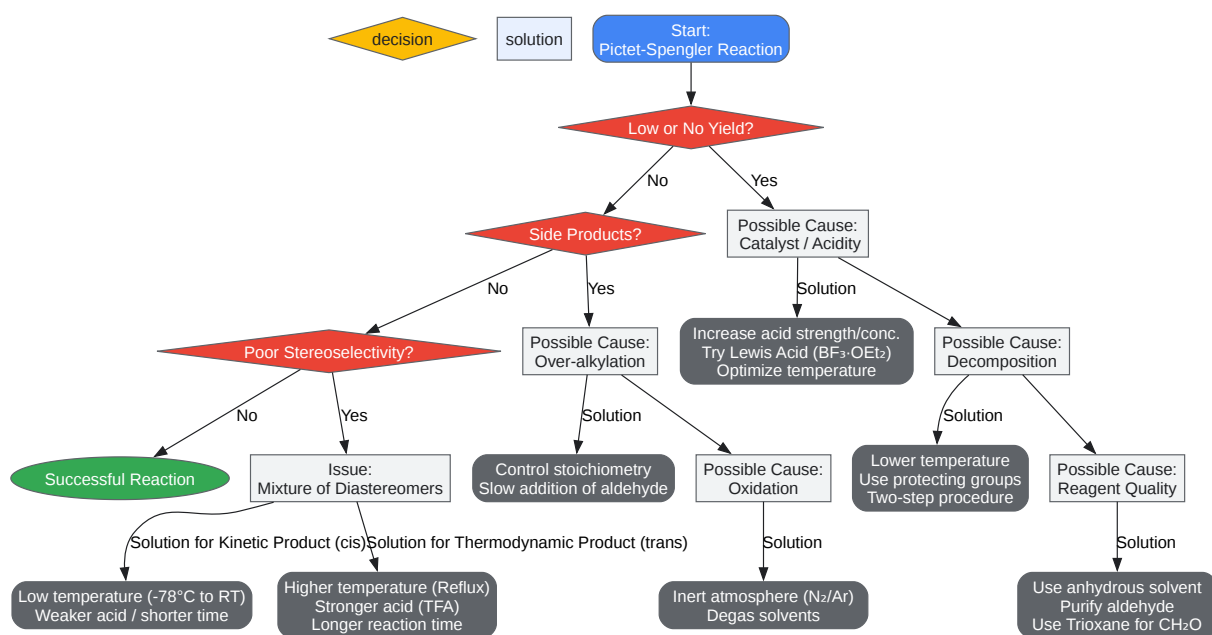 decision
solution
Start:
Pictet-Spengler Reaction
Low or No Yield?
No
Yes
Side Products?
Possible Cause:
Catalyst / Acidity
No
Yes
Solution
Poor Stereoselectivity?
Possible Cause:
Over-alkylation
Increase acid strength/conc.
Try Lewis Acid (BF₃·OEt₂)
Optimize temperature
Possible Cause:
Decomposition
No
Yes
Solution
Solution
Successful Reaction
Issue:
Mixture of Diastereomers
Control stoichiometry
Slow addition of aldehyde
Possible Cause:
Oxidation
Lower temperature
Use protecting groups
Two-step procedure
Possible Cause:
Reagent Quality
Solution for Kinetic Product (cis)
Solution for Thermodynamic Product (trans)
Solution
Solution
Low temperature (-78°C to RT)
Weaker acid / shorter time
Higher temperature (Reflux)
Stronger acid (TFA)
Longer reaction time
Inert atmosphere (N₂/Ar)
Degas solvents
Use anhydrous solvent
Purify aldehyde
Use Trioxane for CH₂O